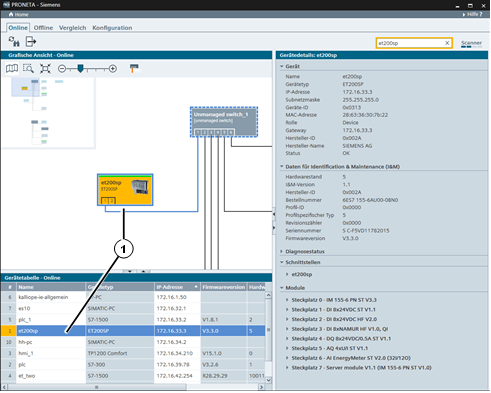 PRONETA - Siemens
Home
Hilfe
Online Offline Vergleich Konfiguration
et200sp
Scanner
Grafische Ansicht - Online
Unmanaged switch_1
[unmanaged switch]
et200sp
ET200SP
1
Gerätetabelle - Online
# Name Gerätetyp IP-Adresse Firmwareversion Hardw
6 kalliope-ie-allgemein PC 172.16.1.50
7 es10 SIMATIC-PC 172.16.32.1
5 plc_1 S7-1500 172.16.33.2 V1.8.1 2
et200sp ET200SP 172.16.33.3 V3.3.0 5
10 hh-pc SIMATIC-PC 172.16.34.2
3 hmi_1 TP1200 Comfort 172.16.34.210 V15.1.0 0
2 plc S7-300 172.16.39.78 V3.2.6 1
4 et_two S7-1500 172.16.42.254 R28.29.29 10011
Gerätedetails: et200sp
Gerät
Name et200sp
Gerätetyp ET200SP
IP-Adresse 172.16.33.3
Subnetzmaske 255.255.255.0
Geräte-ID 0x0313
MAC-Adresse 28:63:36:30:7b:22
Rolle Device
Gateway 172.16.33.3
Hersteller-ID 0x002A
Hersteller-Name SIEMENS AG
Status OK
Daten für Identification & Maintenance (I&M)
Hardwarestand 5
I&M-Version 1.1
Hersteller-ID 0x002A
Bestellnummer 6ES7 155-6AU00-0BN0
Profil-ID 0x0000
Profilspezifischer Typ 5
Revisionszähler 0x0000
Seriennummer S C-F5VD11782015
Firmwareversion V3.3.0
Diagnosestatus
Schnittstellen
et200sp
Module
Steckplatz 0 - IM 155-6 PN ST V3.3
Steckplatz 1 - DI 8x24VDC ST V1.1
Steckplatz 2 - DI 8x24VDC HF V2.0
Steckplatz 3 - DI 8xNAMUR HF V1.0, QI
Steckplatz 4 - DQ 8x24VDC/0.5A ST V1.1
Steckplatz 5 - AQ 4xU/I ST V1.1
Steckplatz 6 - AI EnergyMeter ST V2.0 (32I/12O)
Steckplatz 7 - Server module V1.1 (IM 155-6 PN ST V1.0)